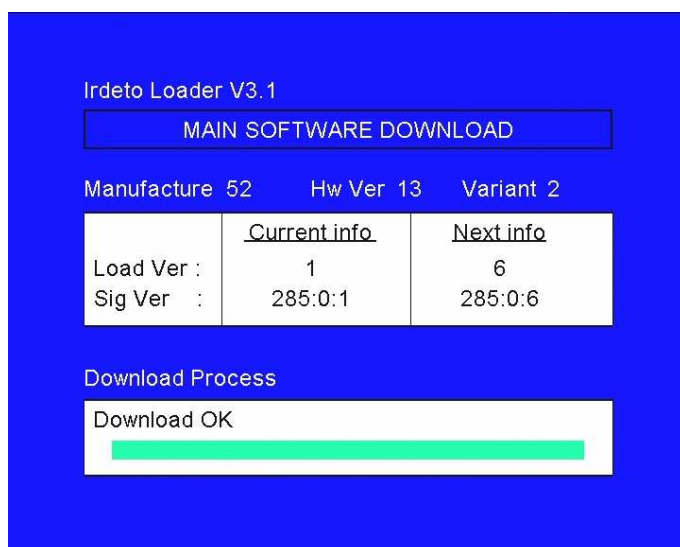 Irdeto Loader V3.1
MAIN SOFTWARE DOWNLOAD
Manufacture 52 Hw Ver 13 Variant 2
Current info Next info
Load Ver : 1 6
Sig Ver : 285:0:1 285:0:6
Download Process
Download OK